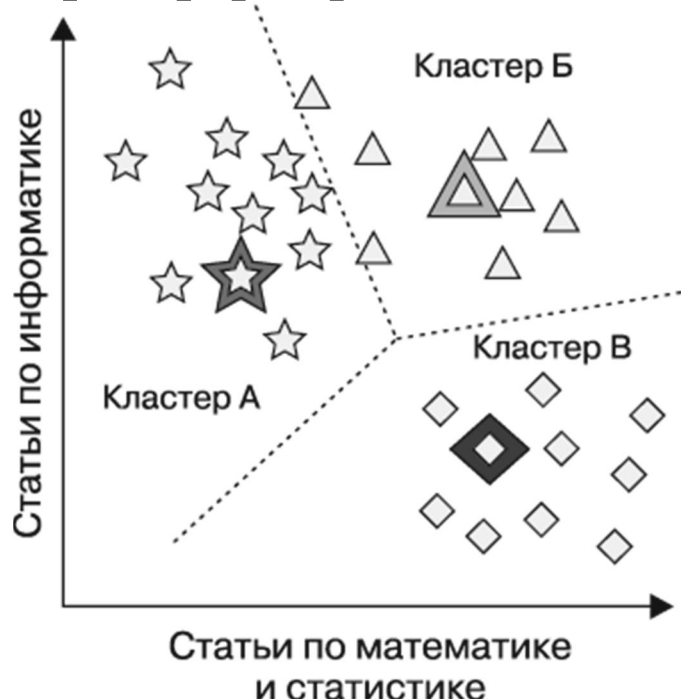 Кластер Б
Статьи по информатике
Кластер В
Кластер А
Статьи по математике
и статистике